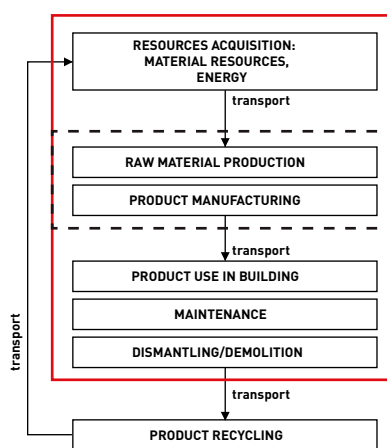 RESOURCES ACQUISITION:
MATERIAL RESOURCES,
ENERGY
transport
RAW MATERIAL PRODUCTION
PRODUCT MANUFACTURING
transport
PRODUCT USE IN BUILDING
MAINTENANCE
DISMANTLING/DEMOLITION
transport
transport
PRODUCT RECYCLING